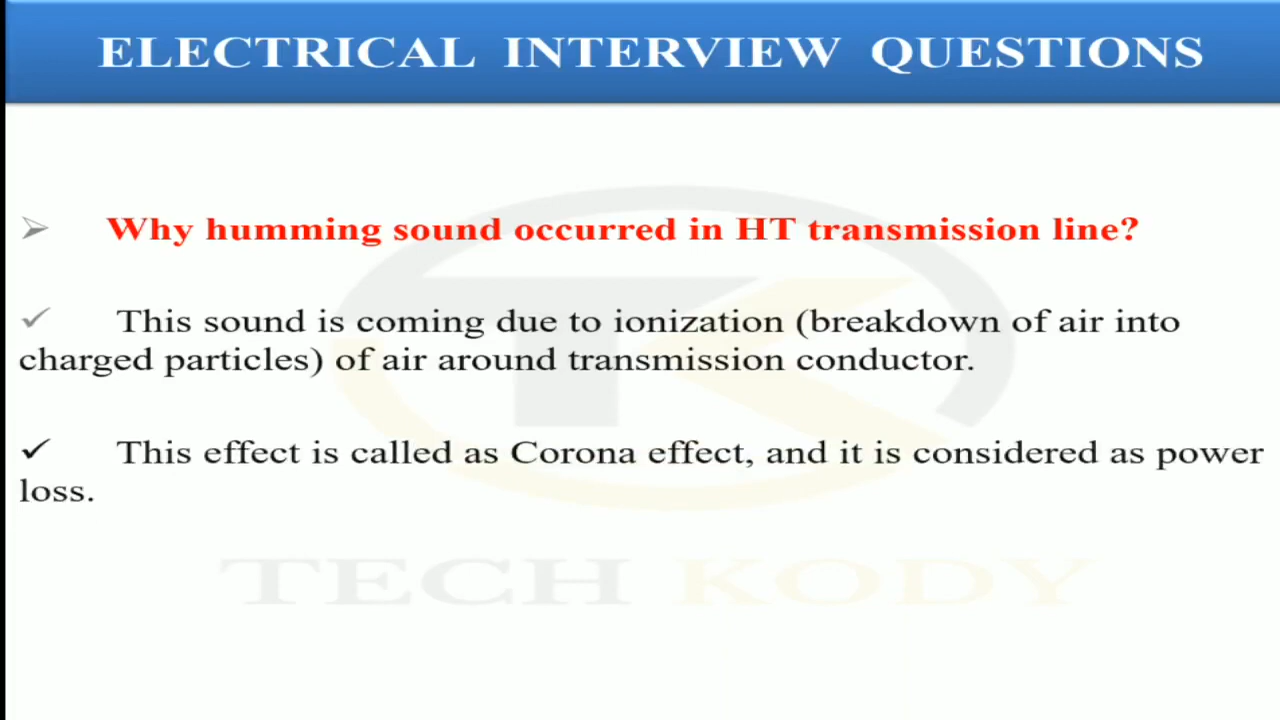 ELECTRICAL INTERVIEW QUESTIONS
Why humming sound occurred in HT transmission line?
This sound is coming due to ionization (breakdown of air into
charged particles) of air around transmission conductor.
This effect is called as Corona effect, and it is considered as power
loss.
TECH KODY